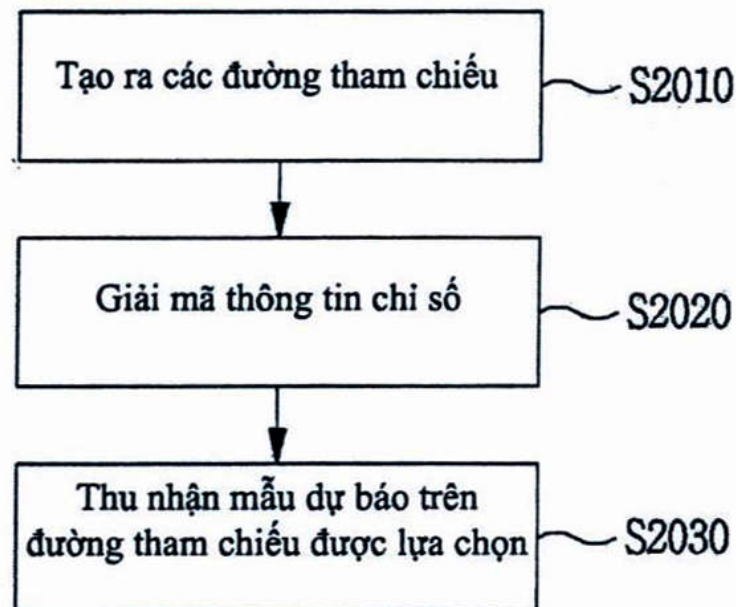 Tạo ra các đường tham chiếu
S2010
Giải mã thông tin chỉ số
S2020
Thu nhận mẫu dự báo trên
đường tham chiếu được lựa chọn
S2030